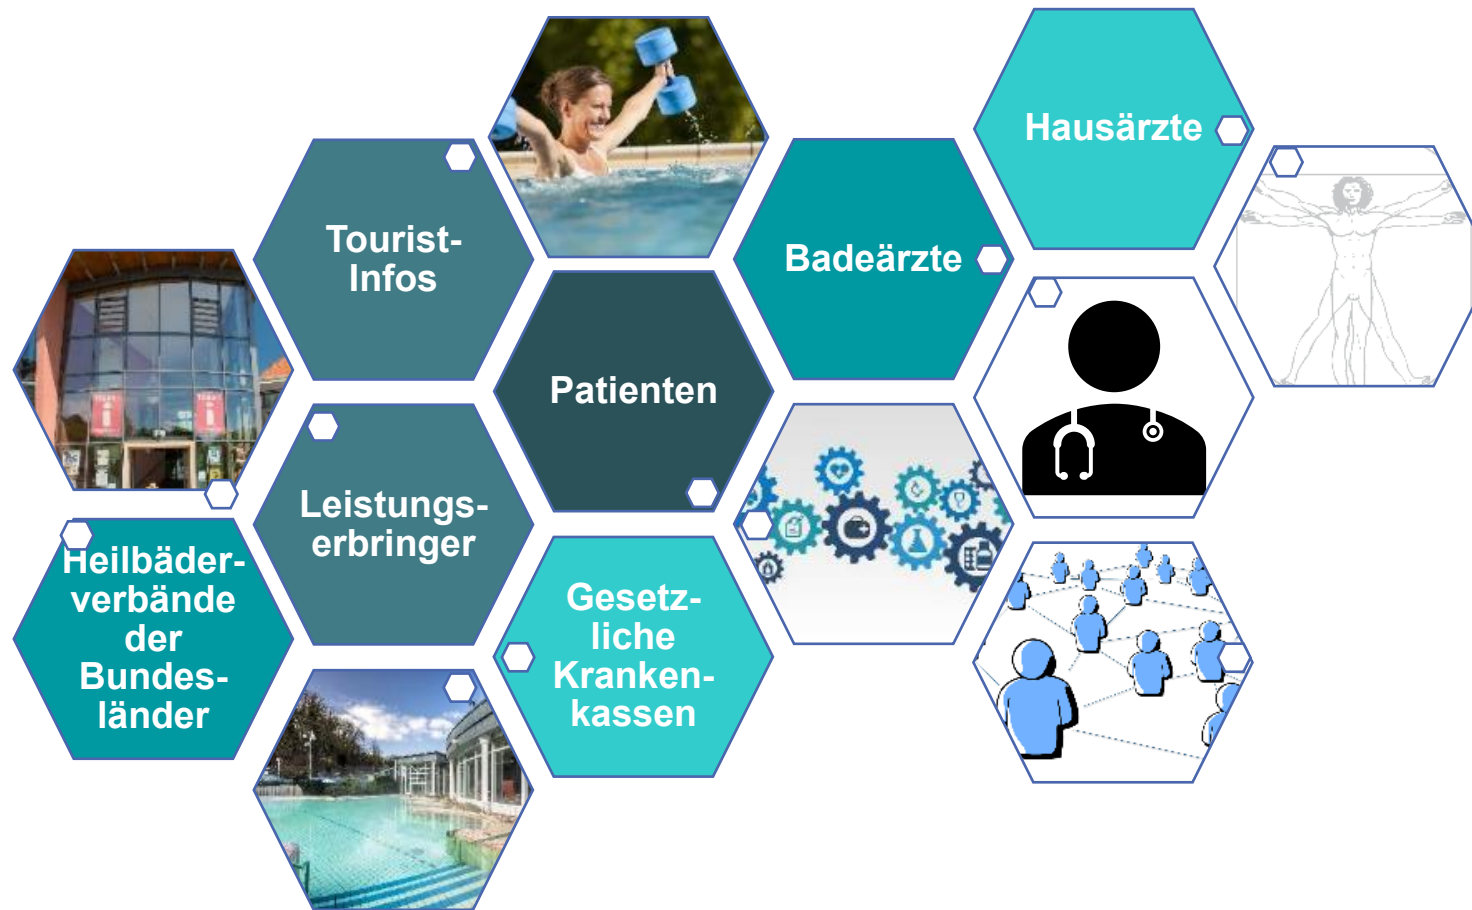 Hausärzte
Tourist-
Infos
Badeärzte
Patienten
Leistungs-
erbringer
Heilbäder-
verbände
der
Bundes-
länder
Gesetz-
liche
Kranken-
kassen